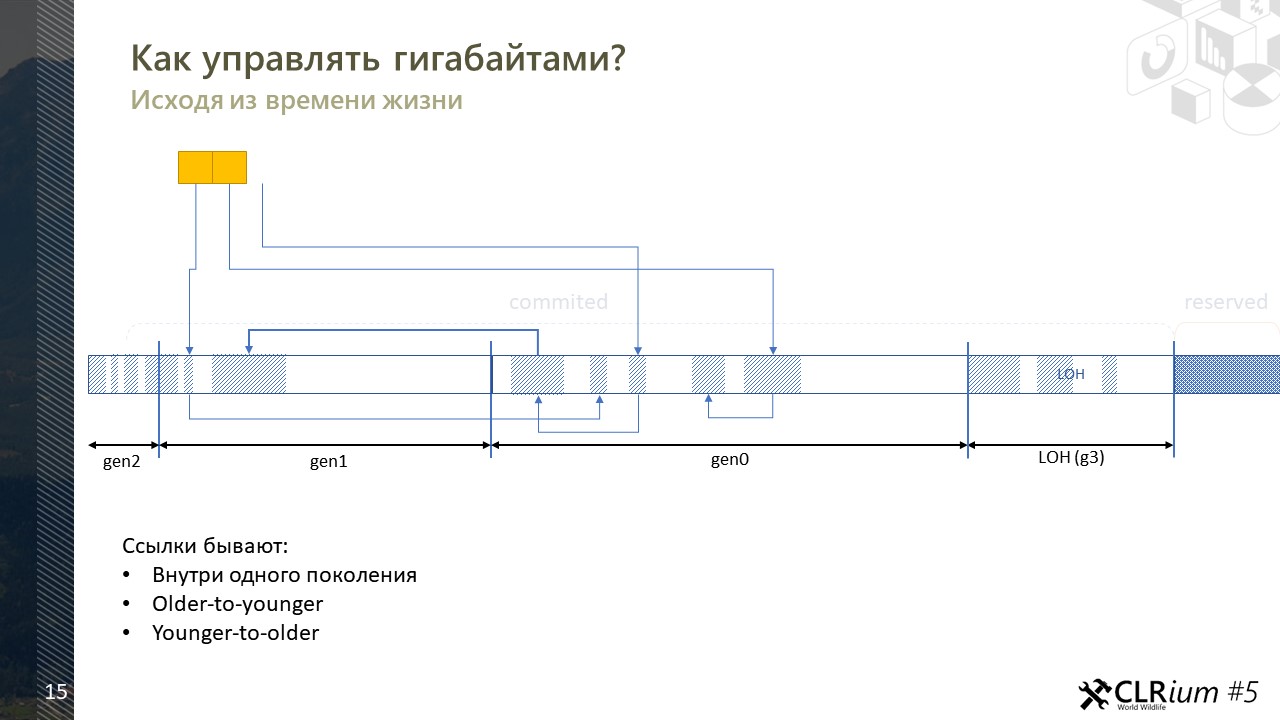 Как управлять гигабайтами?
Исходя из времени жизни
commited
reserved
LOH
gen2
gen1
gen0
LOH (g3)
Ссылки бывают:
• Внутри одного поколения
• Older-to-younger
• Younger-to-older
15
CLRium #5
World Wildlife